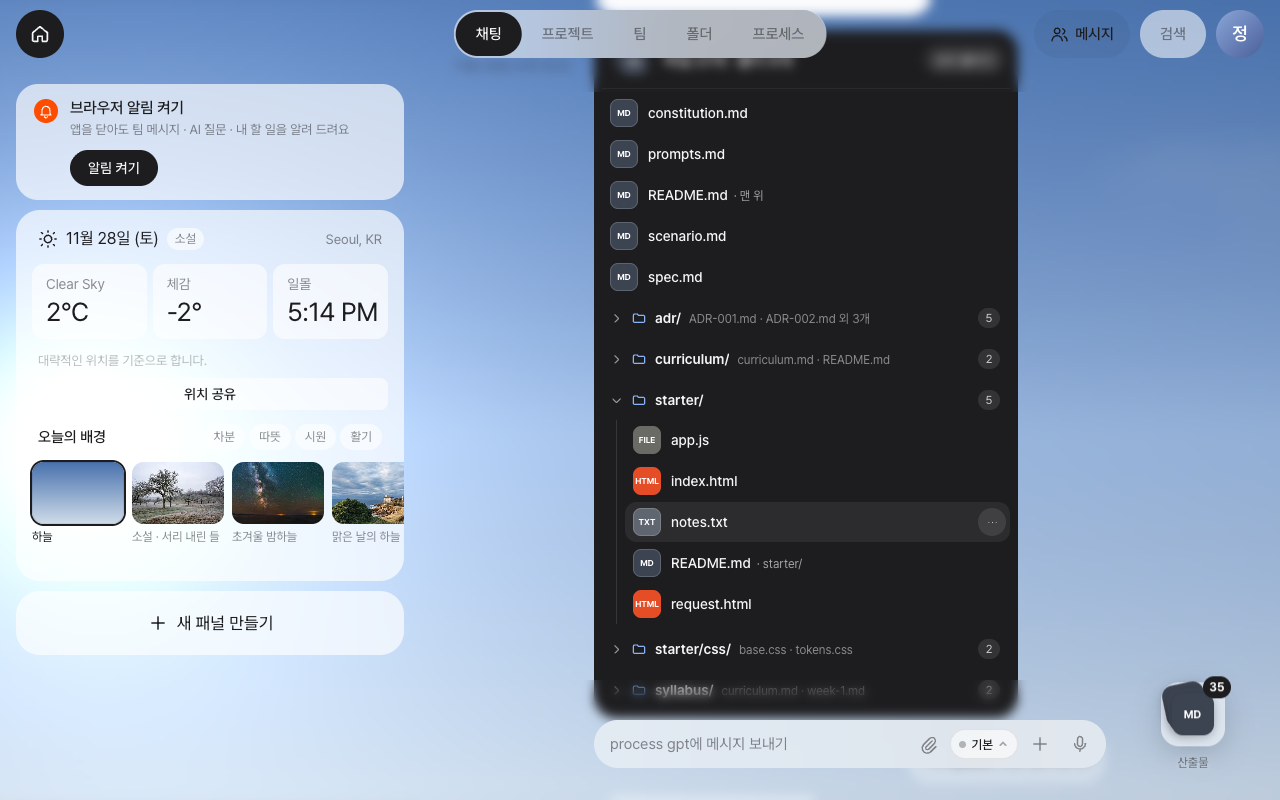 채팅
프로젝트
팀
폴더
프로세스
메시지
검색
정
브라우저 알림 켜기
앱을 닫아도 팀 메시지 · AI 질문 · 내 할 일을 알려 드려요
알림 켜기
11월 28일 (토) 소설 Seoul, KR
Clear Sky
2°C
체감
-2°
일몰
5:14 PM
대략적인 위치를 기준으로 합니다.
위치 공유
오늘의 배경 차분 따뜻 시원 활기
하늘
소설 · 서리 내린 들
초겨울 밤하늘
맑은 날의 하늘
새 패널 만들기
MD constitution.md
MD prompts.md
MD README.md · 맨 위
MD scenario.md
MD spec.md
adr/ ADR-001.md · ADR-002.md 외 3개 5
curriculum/ curriculum.md · README.md 2
starter/ 5
FILE app.js
HTML index.html
TXT notes.txt ...
MD README.md · starter/
HTML request.html
starter/css/ base.css · tokens.css 2
syllabus/ curriculum.md · week-1.md 2
process gpt에 메시지 보내기
기본
35
MD
산출물